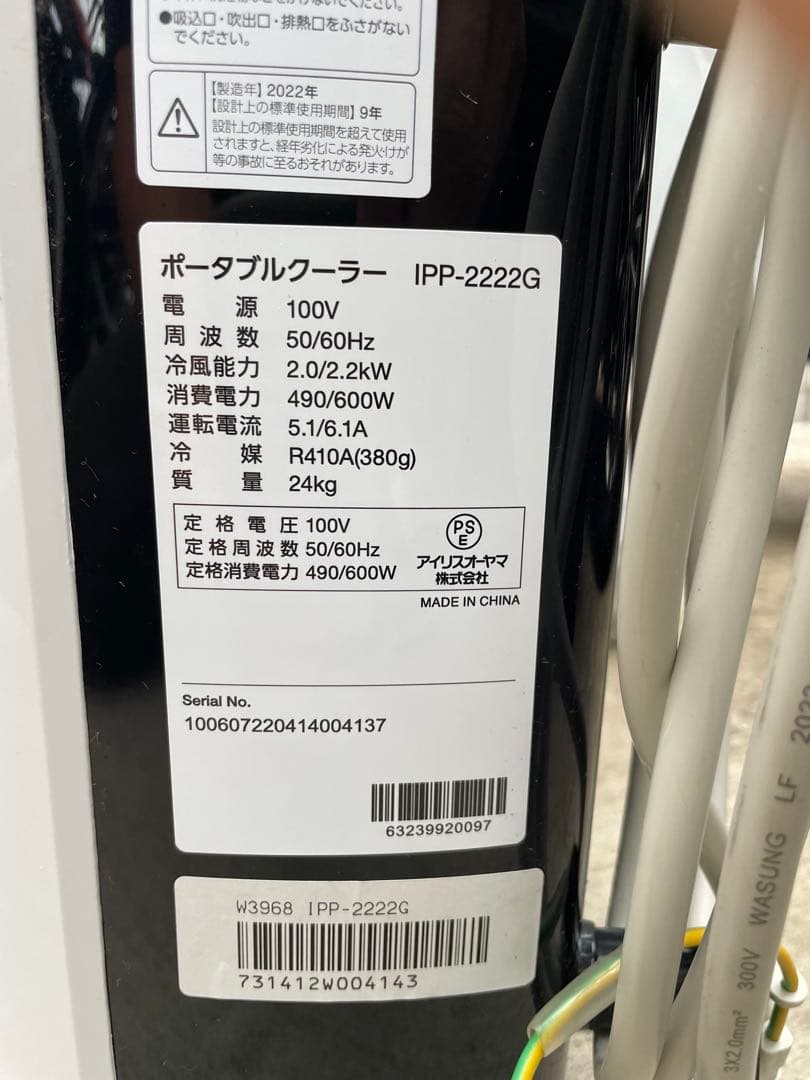 ●吸込口・吹出口・排熱口をふさがない
でください。
【製造年】2022年
【設計上の標準使用期間】9年
設計上の標準使用期間を超えて使用
されますと、経年劣化による発火けが
等の事故に至るおそれがあります。
ポータブルクーラー IPP-2222G
電源 100V
周波数 50/60Hz
冷風能力 2.0/2.2kW
消費電力 490/600W
運転電流 5.1/6.1A
冷媒 R410A(380g)
質量 24kg
定格電圧 100V
定格周波数 50/60Hz
定格消費電力 490/600W
PS
E
アイリスオーヤマ
株式会社
MADE IN CHINA
Serial No.
100607220414004137
63239920097
W3968 IPP-2222G
731412W004143
3X2.0mm² 300V WASUNG LF